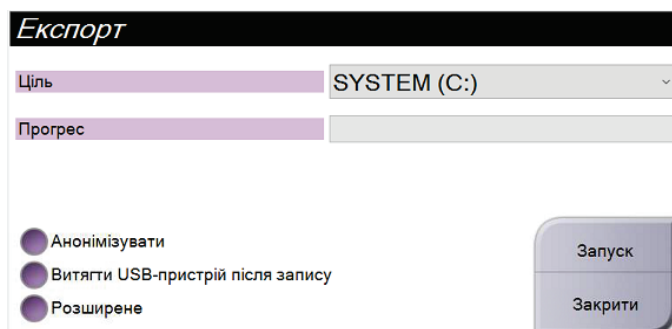 Експорт
Ціль
SYSTEM (C:)
Прогрес
Анонімізувати
Витягти USB-пристрій після запису
Розширене
Запуск
Закрити